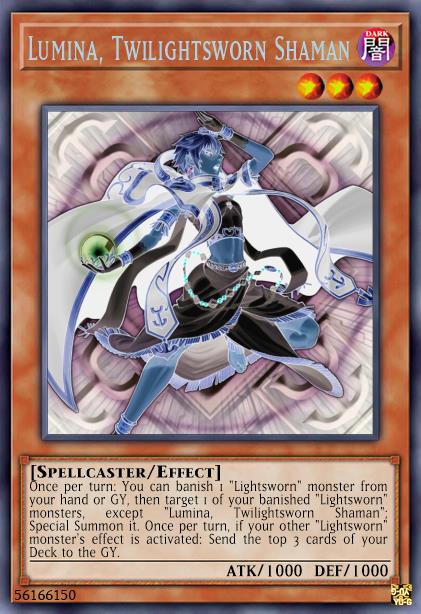 Lumina, Twilightsworn Shaman
DARK
闇
[Spellcaster/Effect]
Once per turn: You can banish 1 "Lightsworn" monster from
your hand or GY, then target 1 of your banished "Lightsworn"
monsters, except "Lumina, Twilightsworn Shaman";
Special Summon it. Once per turn, if your other "Lightsworn"
monster's effect is activated: Send the top 3 cards of your
Deck to the GY.
ATK/1000 DEF/1000
56166150